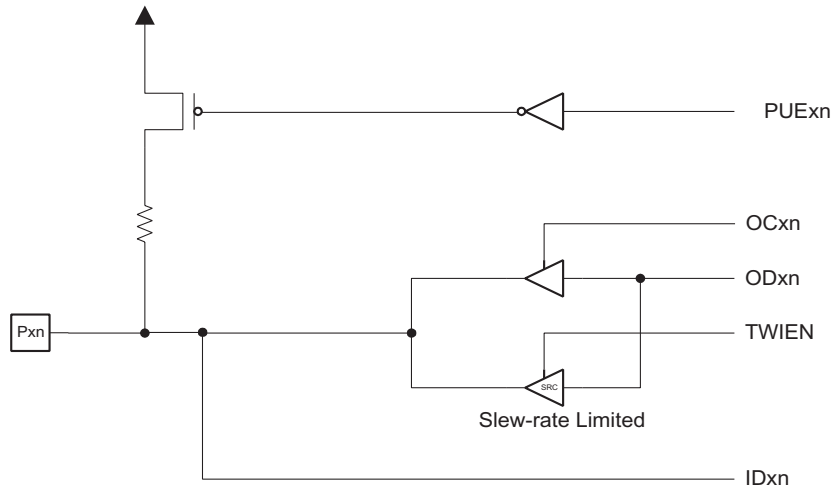 PUExn
OCxn
ODxn
Pxn
TWIEN
SRC
Slew-rate Limited
IDxn